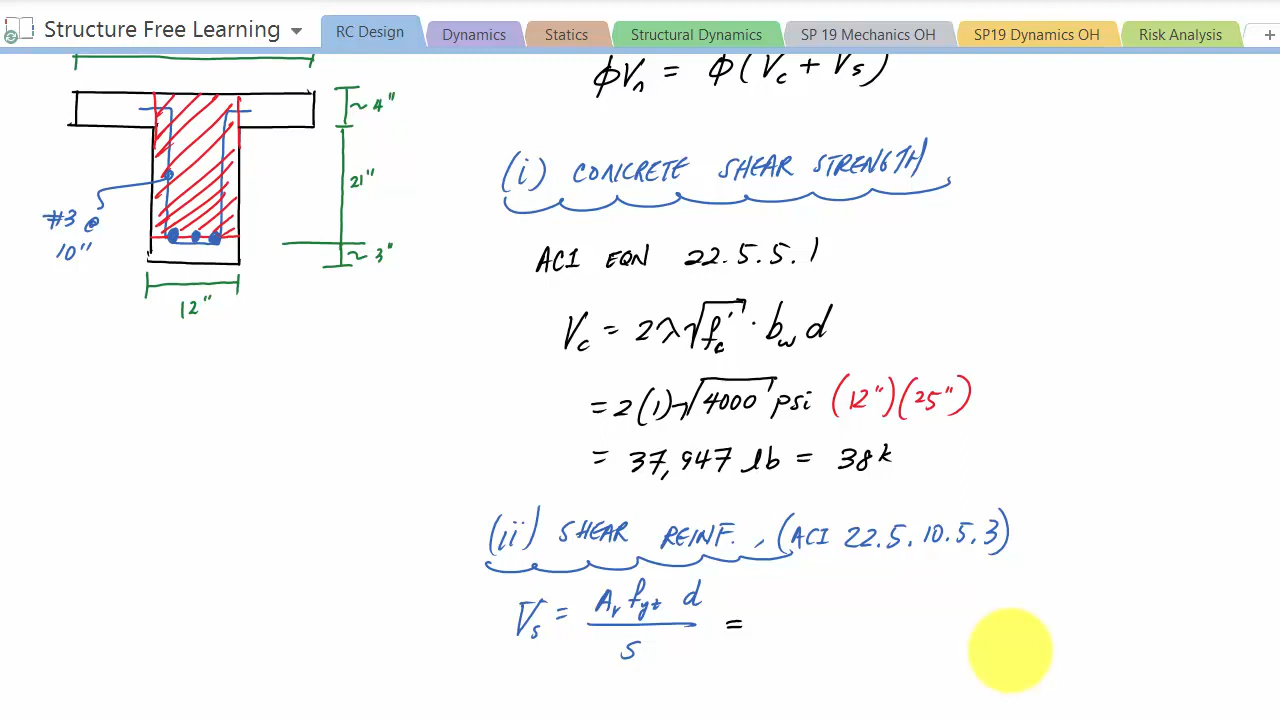 Structure Free Learning
RC Design
Dynamics
Statics
Structural Dynamics
SP 19 Mechanics OH
SP19 Dynamics OH
Risk Analysis
+
ϕVn = ϕ(Vc + Vs)
~ 4"
21"
~ 3"
12"
#3 @
10"
(i) CONCRETE SHEAR STRENGTH
ACI EQN 22.5.5.1
Vc = 2λ√fc' · bw d
= 2(1)√4000 psi (12")(25")
= 37,947 lb = 38k
(ii) SHEAR REINF. , (ACI 22.5.10.5.3)
Vs = Av fyt d =
s